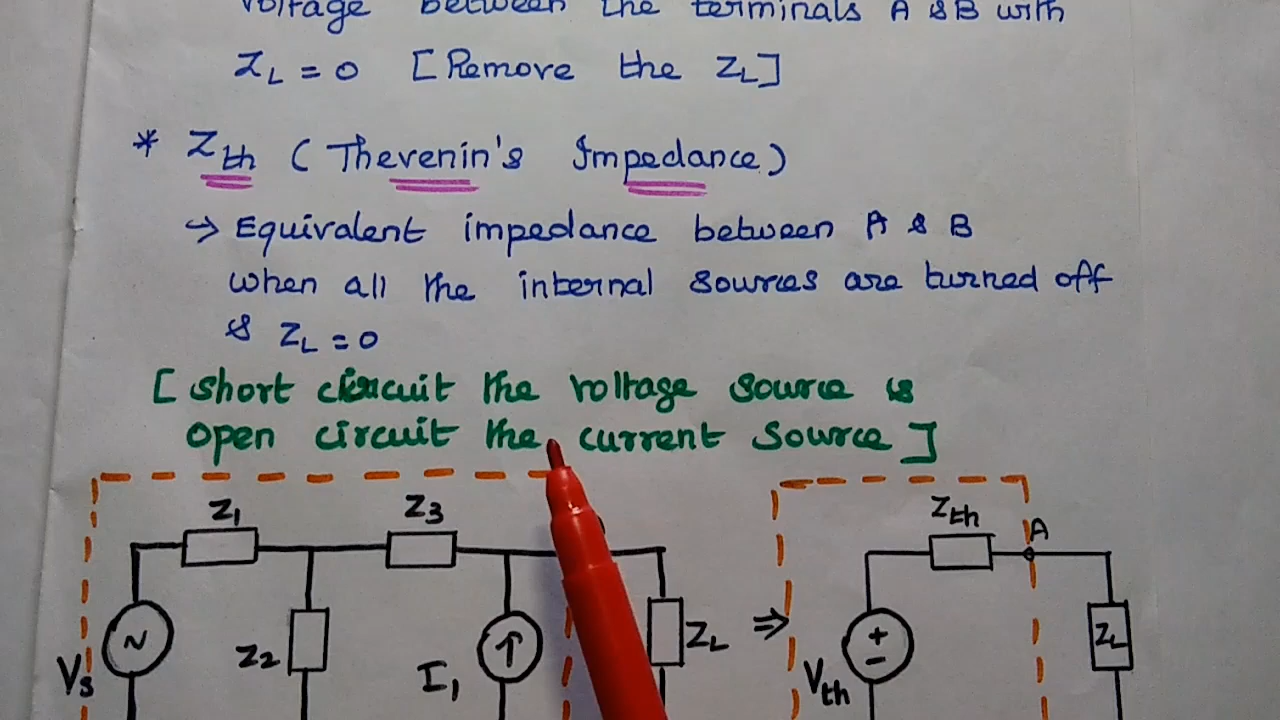 voltage between the terminals A & B with
ZL = 0 [Remove the ZL]
* Zth (Thevenin's Impedance)
→ Equivalent impedance between A & B
when all the internal sources are turned off
& ZL = 0
[short circuit the voltage source &
open circuit the current source]
Z1 Z3 Zth A
Z2 ZL ⇒ ZL
Vs I1 Vth